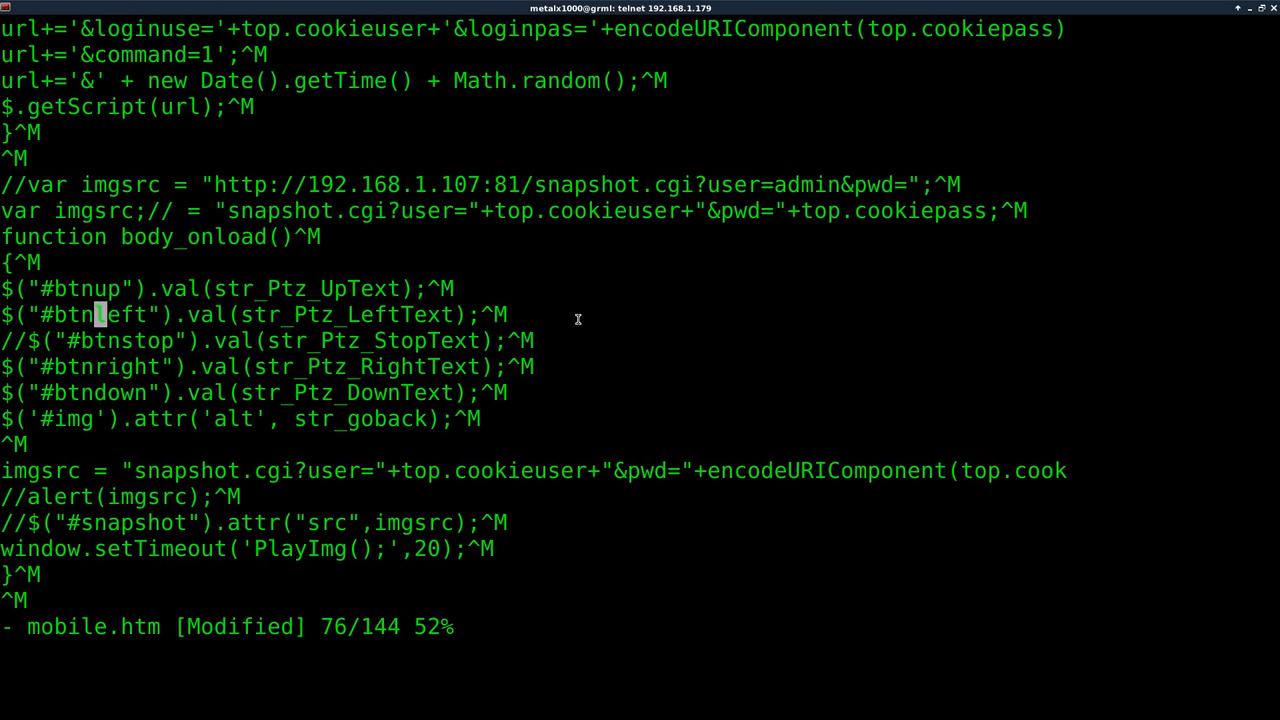 metalx1000@grml: telnet 192.168.1.179
url+='&loginuse='+top.cookieuser+'&loginpas='+encodeURIComponent(top.cookiepass)
url+='&command=1';^M
url+='&' + new Date().getTime() + Math.random();^M
$.getScript(url);^M
}^M
^M
//var imgsrc = "http://192.168.1.107:81/snapshot.cgi?user=admin&pwd=";^M
var imgsrc;// = "snapshot.cgi?user="+top.cookieuser+"&pwd="+top.cookiepass;^M
function body_onload()^M
{^M
$("#btnup").val(str_Ptz_UpText);^M
$("#btnleft").val(str_Ptz_LeftText);^M
//$("#btnstop").val(str_Ptz_StopText);^M
$("#btnright").val(str_Ptz_RightText);^M
$("#btndown").val(str_Ptz_DownText);^M
$('#img').attr('alt', str_goback);^M
^M
imgsrc = "snapshot.cgi?user="+top.cookieuser+"&pwd="+encodeURIComponent(top.cook
//alert(imgsrc);^M
//$("#snapshot").attr("src",imgsrc);^M
window.setTimeout('PlayImg();',20);^M
}^M
^M
- mobile.htm [Modified] 76/144 52%